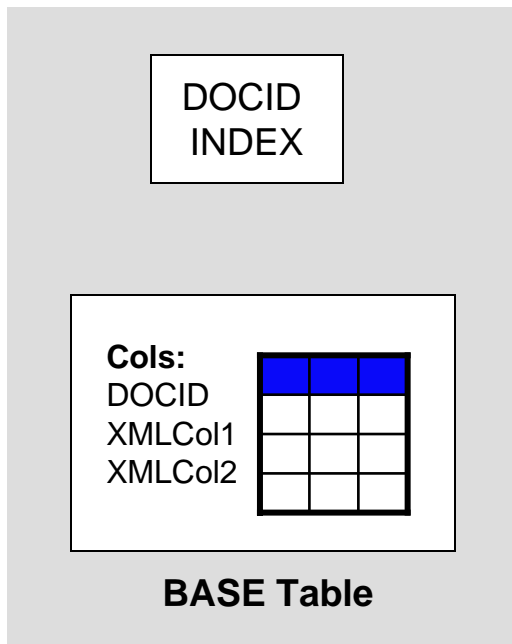 DOCID
INDEX
Cols:
DOCID
XMLCol1
XMLCol2
BASE Table